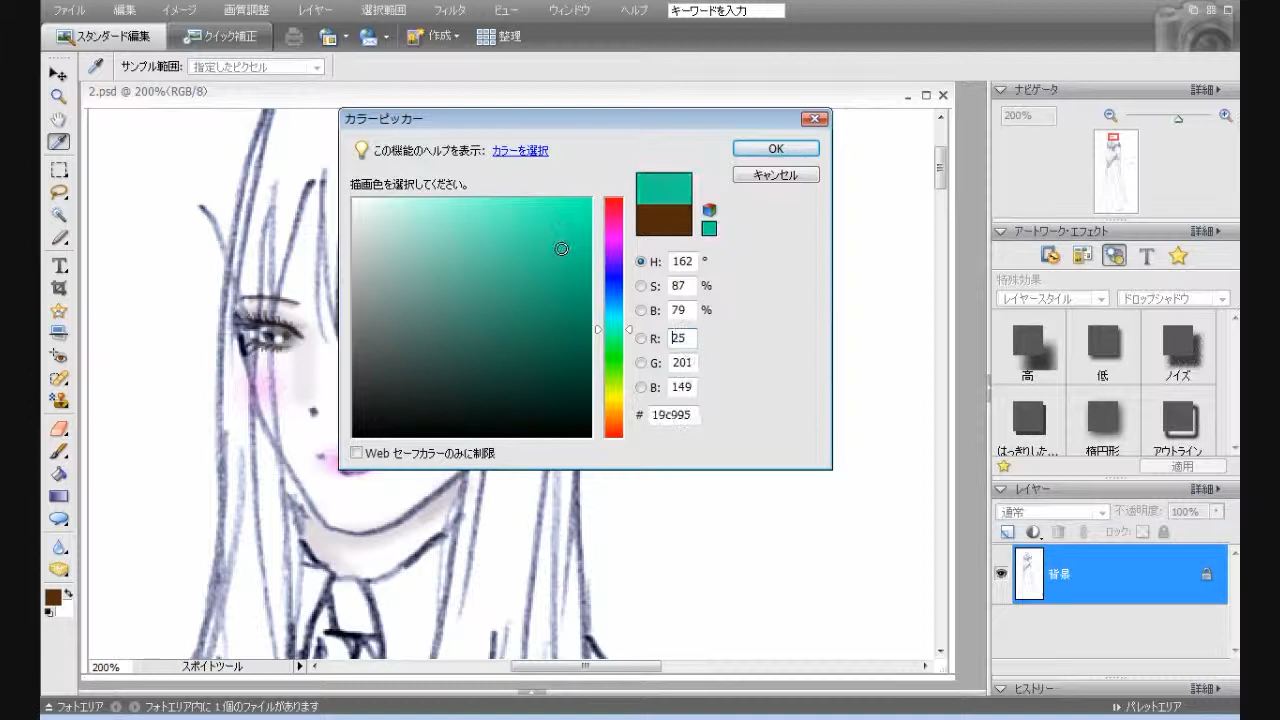 ファイル 編集 イメージ 画質調整 レイヤー 選択範囲 フィルタ ビュー ウィンドウ ヘルプ キーワードを入力
スタンダード編集 クイック補正 作成 整理
サンプル範囲: 指定したピクセル
2.psd @ 200%(RGB/8)
カラーピッカー
この機能のヘルプを表示: カラーを選択
描画色を選択してください。
OK
キャンセル
H: 162 °
S: 87 %
B: 79 %
R: 25
G: 201
B: 149
# 19c995
Web セーフカラーのみに制限
200% スポイトツール
ナビゲータ 詳細
200%
アートワーク・エフェクト 詳細
特殊効果
レイヤースタイル ドロップシャドウ
高 低 ノイズ
はっきりした... 楕円形 アウトライン
適用
レイヤー 詳細
通常 不透明度: 100%
ロック:
背景
ヒストリー 詳細
フォトエリア フォトエリア内に 1 個のファイルがあります パレットエリア